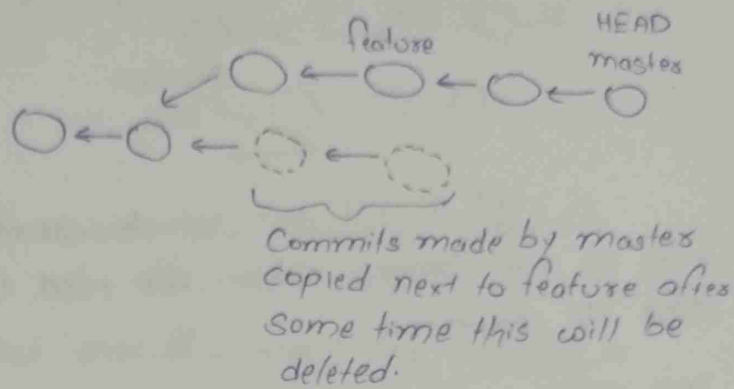 feature
HEAD
master
Commits made by master
copied next to feature after
some time this will be
deleted.